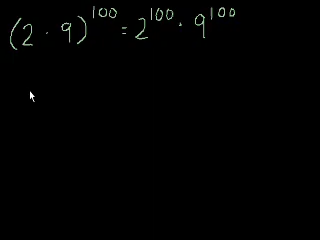 (2 · 9)^100 = 2^100 · 9^100